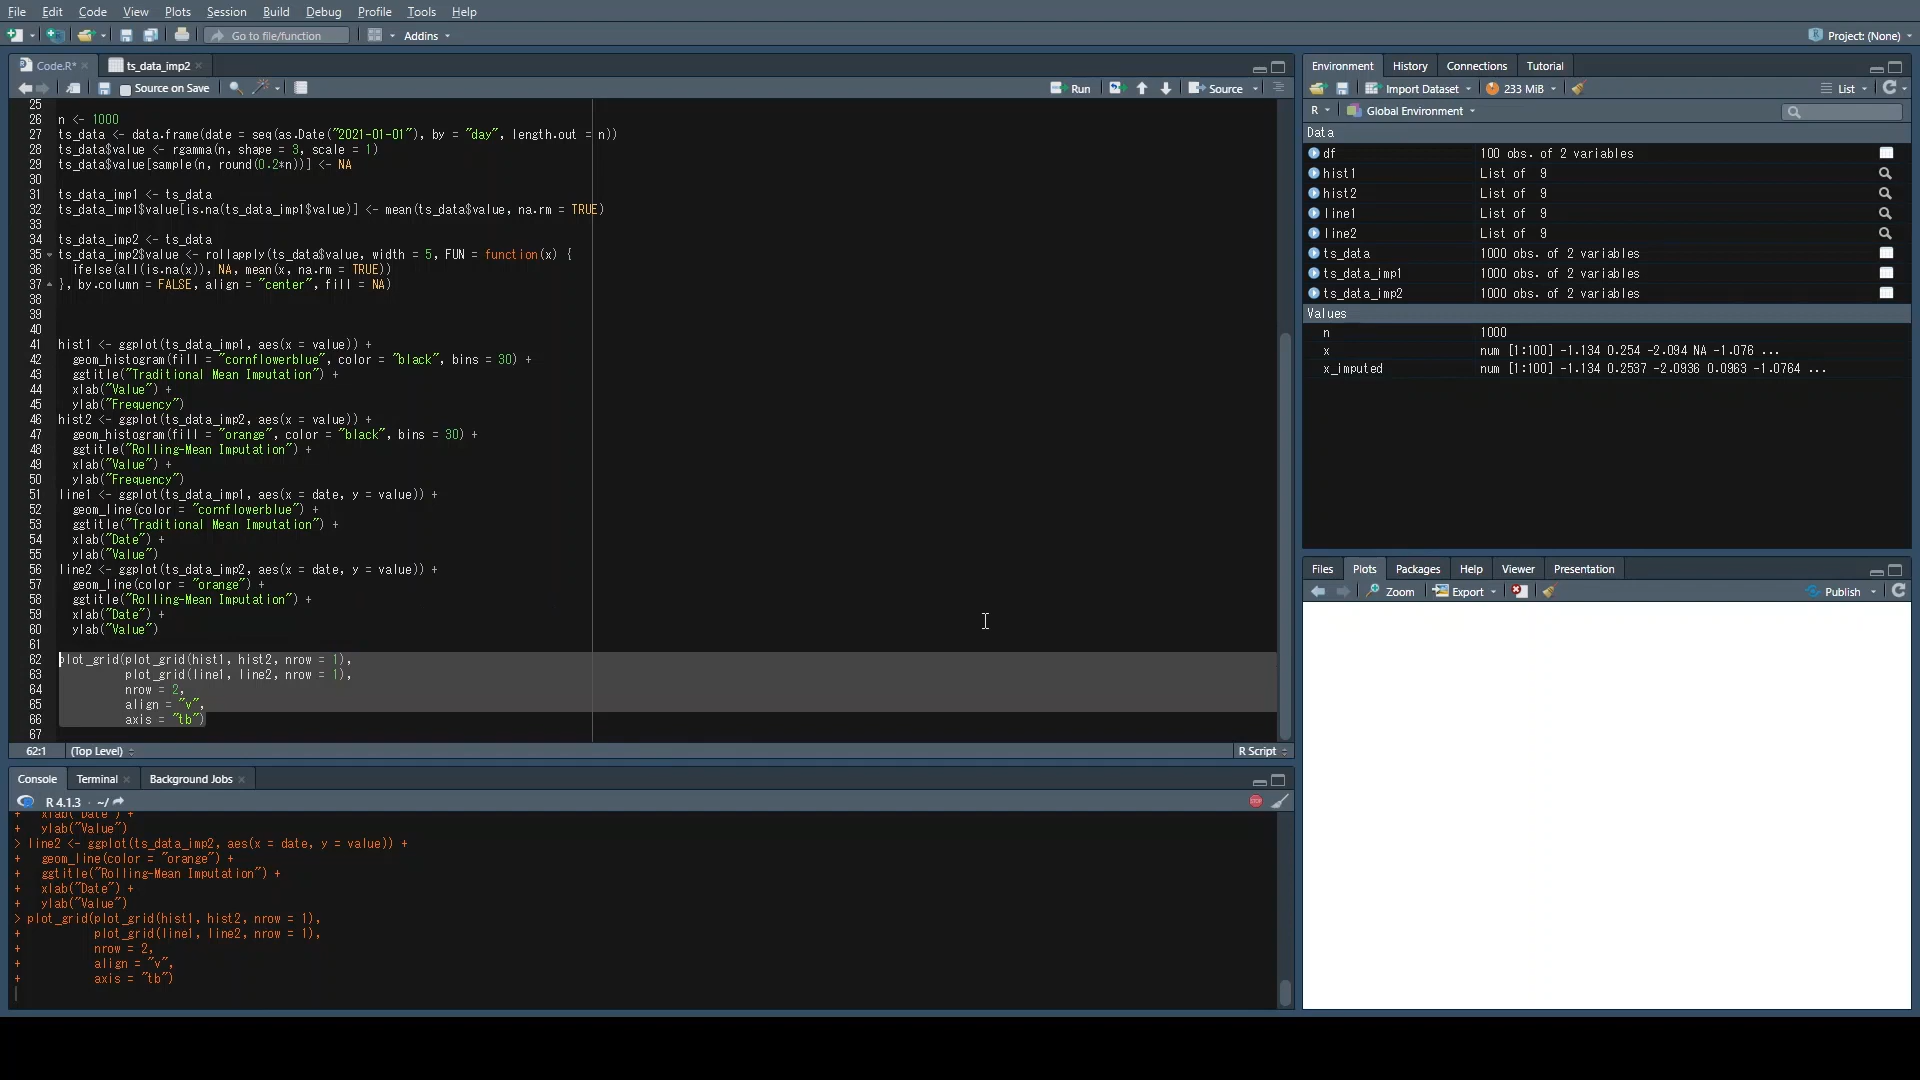 File Edit Code View Plots Session Build Debug Profile Tools Help
Go to file/function Addins Project: (None)
Code.R* ts_data_imp2
Source on Save Run Source
25
26 n <- 1000
27 ts_data <- data.frame(date = seq(as.Date("2021-01-01"), by = "day", length.out = n))
28 ts_data$value <- rgamma(n, shape = 3, scale = 1)
29 ts_data$value[sample(n, round(0.2*n))] <- NA
30
31 ts_data_imp1 <- ts_data
32 ts_data_imp1$value[is.na(ts_data_imp1$value)] <- mean(ts_data$value, na.rm = TRUE)
33
34 ts_data_imp2 <- ts_data
35 ts_data_imp2$value <- rollapply(ts_data$value, width = 5, FUN = function(x) {
36 ifelse(all(is.na(x)), NA, mean(x, na.rm = TRUE))
37 }, by.column = FALSE, align = "center", fill = NA)
38
39
40
41 hist1 <- ggplot(ts_data_imp1, aes(x = value)) +
42 geom_histogram(fill = "cornflowerblue", color = "black", bins = 30) +
43 ggtitle("Traditional Mean Imputation") +
44 xlab("Value") +
45 ylab("Frequency")
46 hist2 <- ggplot(ts_data_imp2, aes(x = value)) +
47 geom_histogram(fill = "orange", color = "black", bins = 30) +
48 ggtitle("Rolling-Mean Imputation") +
49 xlab("Value") +
50 ylab("Frequency")
51 line1 <- ggplot(ts_data_imp1, aes(x = date, y = value)) +
52 geom_line(color = "cornflowerblue") +
53 ggtitle("Traditional Mean Imputation") +
54 xlab("Date") +
55 ylab("Value")
56 line2 <- ggplot(ts_data_imp2, aes(x = date, y = value)) +
57 geom_line(color = "orange") +
58 ggtitle("Rolling-Mean Imputation") +
59 xlab("Date") +
60 ylab("Value")
61
62 plot_grid(plot_grid(hist1, hist2, nrow = 1),
63 plot_grid(line1, line2, nrow = 1),
64 nrow = 2,
65 align = "v",
66 axis = "tb")
67
62:1 (Top Level) R Script
Console Terminal Background Jobs
R 4.1.3 · ~/
+ xlab("Date") +
+ ylab("Value")
> line2 <- ggplot(ts_data_imp2, aes(x = date, y = value)) +
+ geom_line(color = "orange") +
+ ggtitle("Rolling-Mean Imputation") +
+ xlab("Date") +
+ ylab("Value")
> plot_grid(plot_grid(hist1, hist2, nrow = 1),
+ plot_grid(line1, line2, nrow = 1),
+ nrow = 2,
+ align = "v",
+ axis = "tb")
Environment History Connections Tutorial
Import Dataset 233 MiB List
R Global Environment
Data
df 100 obs. of 2 variables
hist1 List of 9
hist2 List of 9
line1 List of 9
line2 List of 9
ts_data 1000 obs. of 2 variables
ts_data_imp1 1000 obs. of 2 variables
ts_data_imp2 1000 obs. of 2 variables
Values
n 1000
x num [1:100] -1.134 0.254 -2.094 NA -1.076 ...
x_imputed num [1:100] -1.134 0.2537 -2.0936 0.0963 -1.0764 ...
Files Plots Packages Help Viewer Presentation
Zoom Export Publish